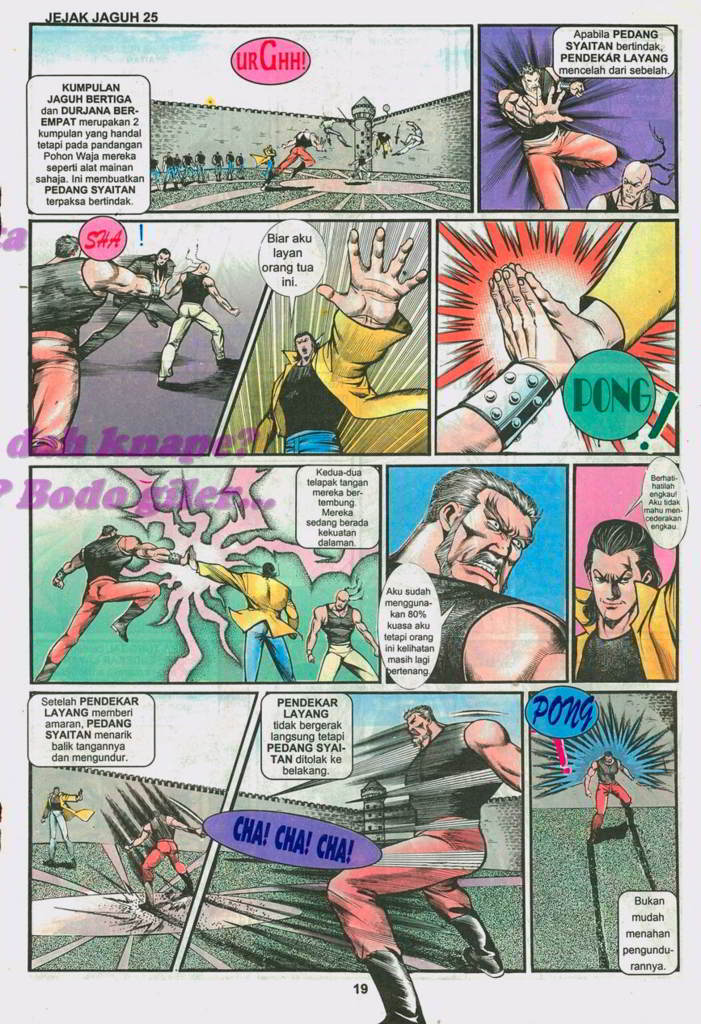 JEJAK JAGUH 25
URGHH!
KUMPULAN
JAGUH BERTIGA
dan DURJANA BER-
EMPAT merupakan 2
kumpulan yang handal
tetapi pada pandangan
Pohon Waja mereka
seperti alat mainan
sahaja. Ini membuatkan
PEDANG SYAITAN
terpaksa bertindak.
Apabila PEDANG
SYAITAN bertindak,
PENDEKAR LAYANG
mencelah dari sebelah.
SHA
!
Biar aku
layan
orang tua
ini.
PONG
!!
dah knape?
? Bodo giler...
Kedua-dua
telapak tangan
mereka ber-
tembung.
Mereka
sedang berada
kekuatan
dalaman.
Aku sudah
mengguna-
kan 80%
kuasa aku
tetapi orang
ini kelihatan
masih lagi
bertenang.
Berhati-
hatilah
engkau!
Aku tidak
mahu men-
cederakan
engkau.
Setelah PENDEKAR
LAYANG memberi
amaran, PEDANG
SYAITAN menarik
balik tangannya
dan mengundur.
PENDEKAR
LAYANG
tidak bergerak
langsung tetapi
PEDANG SYAI-
TAN ditolak ke
belakang.
CHA! CHA! CHA!
PONG
!
Bukan
mudah
menahan
pengundu-
rannya.
19